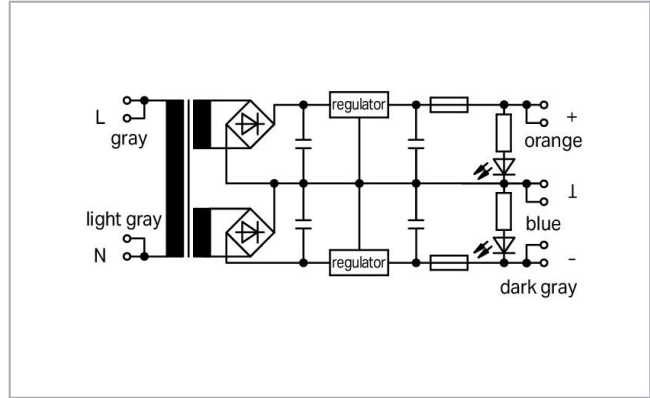 regulator
+
L
orange
gray
⊥
light gray
blue
N
regulator
-
dark gray